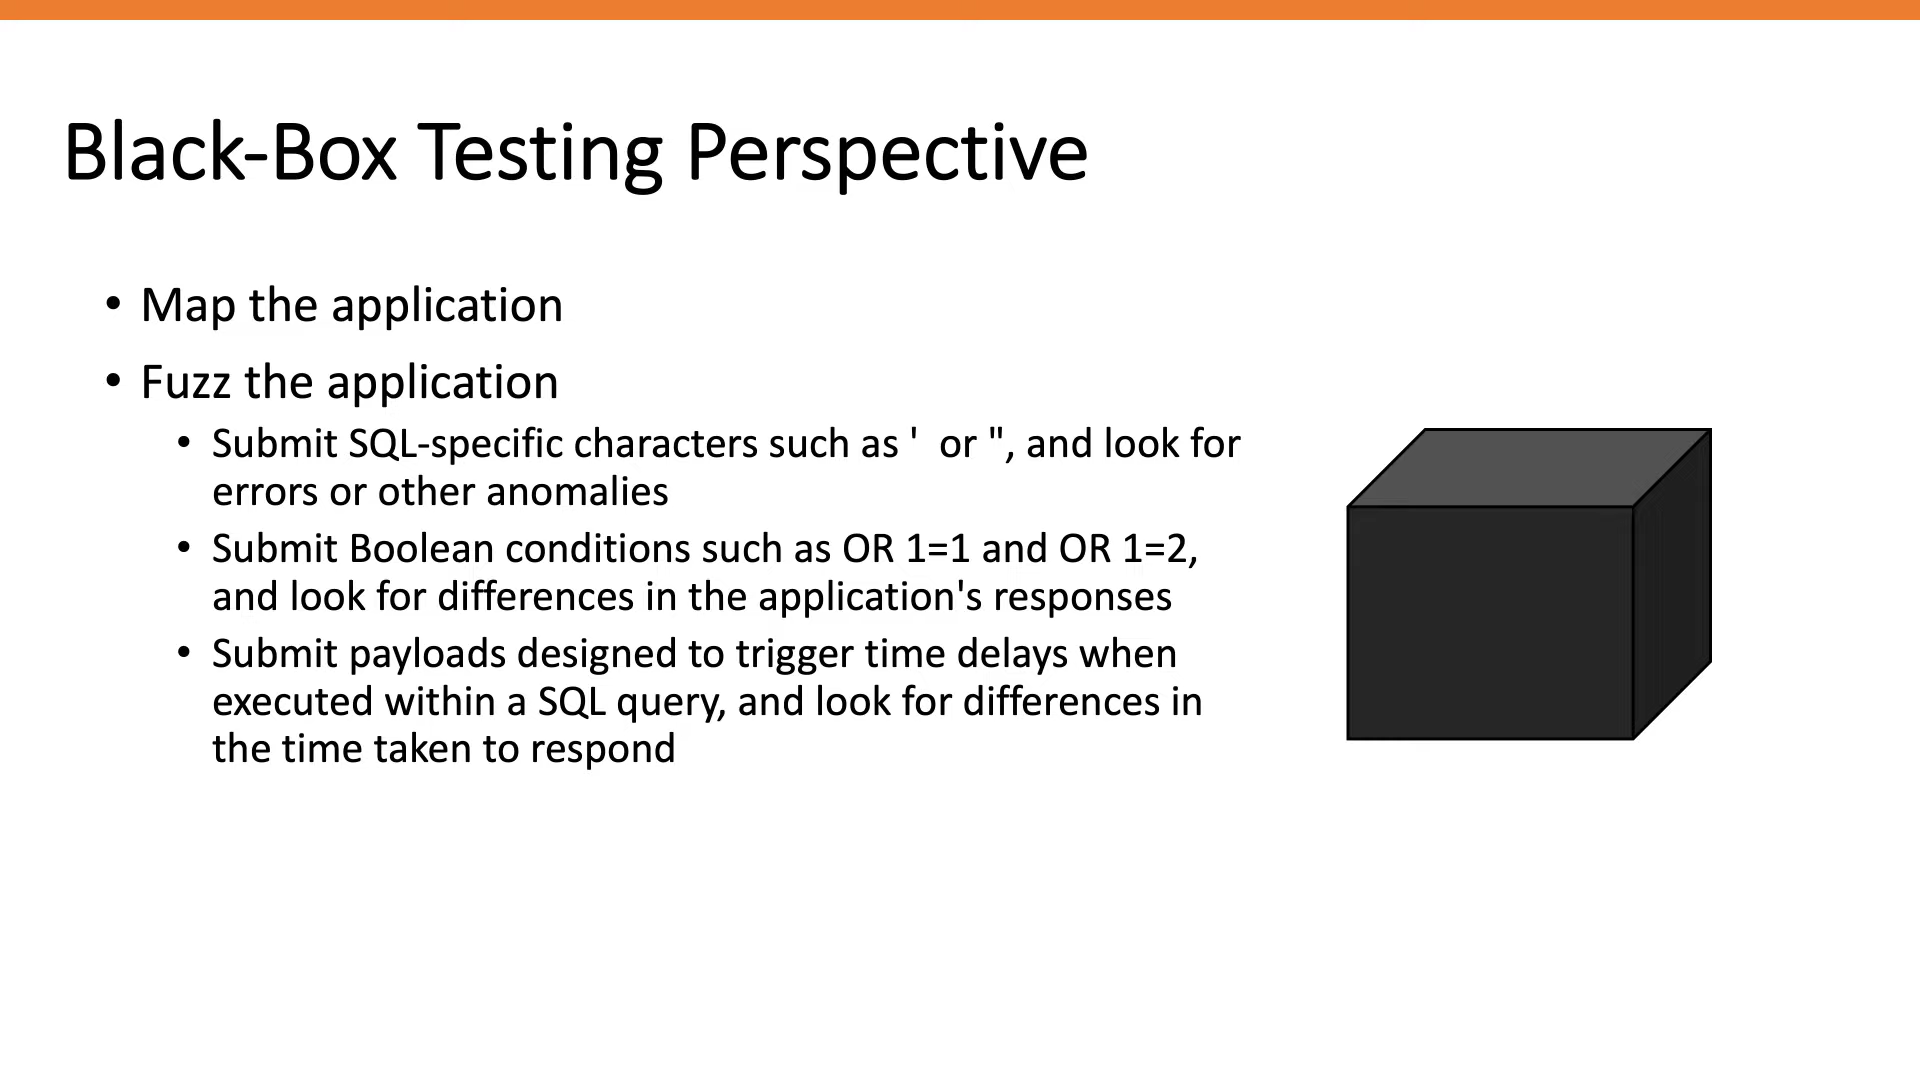 Black-Box Testing Perspective
• Map the application
• Fuzz the application
• Submit SQL-specific characters such as '  or ", and look for
errors or other anomalies
• Submit Boolean conditions such as OR 1=1 and OR 1=2,
and look for differences in the application's responses
• Submit payloads designed to trigger time delays when
executed within a SQL query, and look for differences in
the time taken to respond